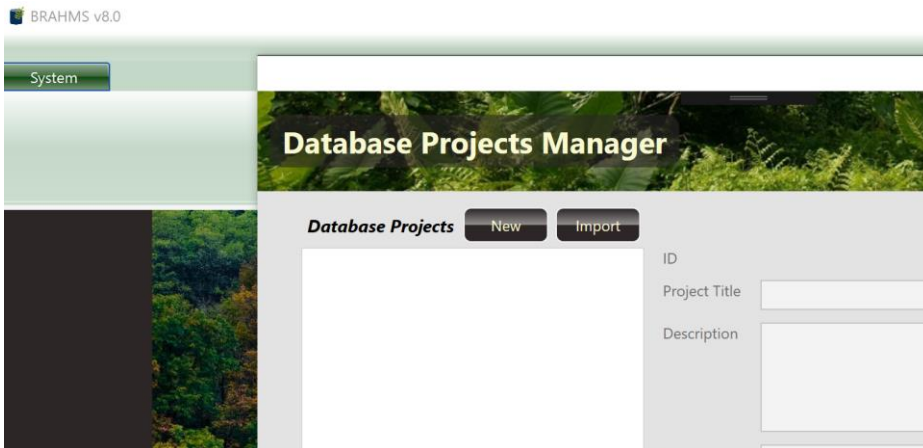 BRAHMS v8.0
System
Database Projects Manager
Database Projects New Import
ID
Project Title
Description